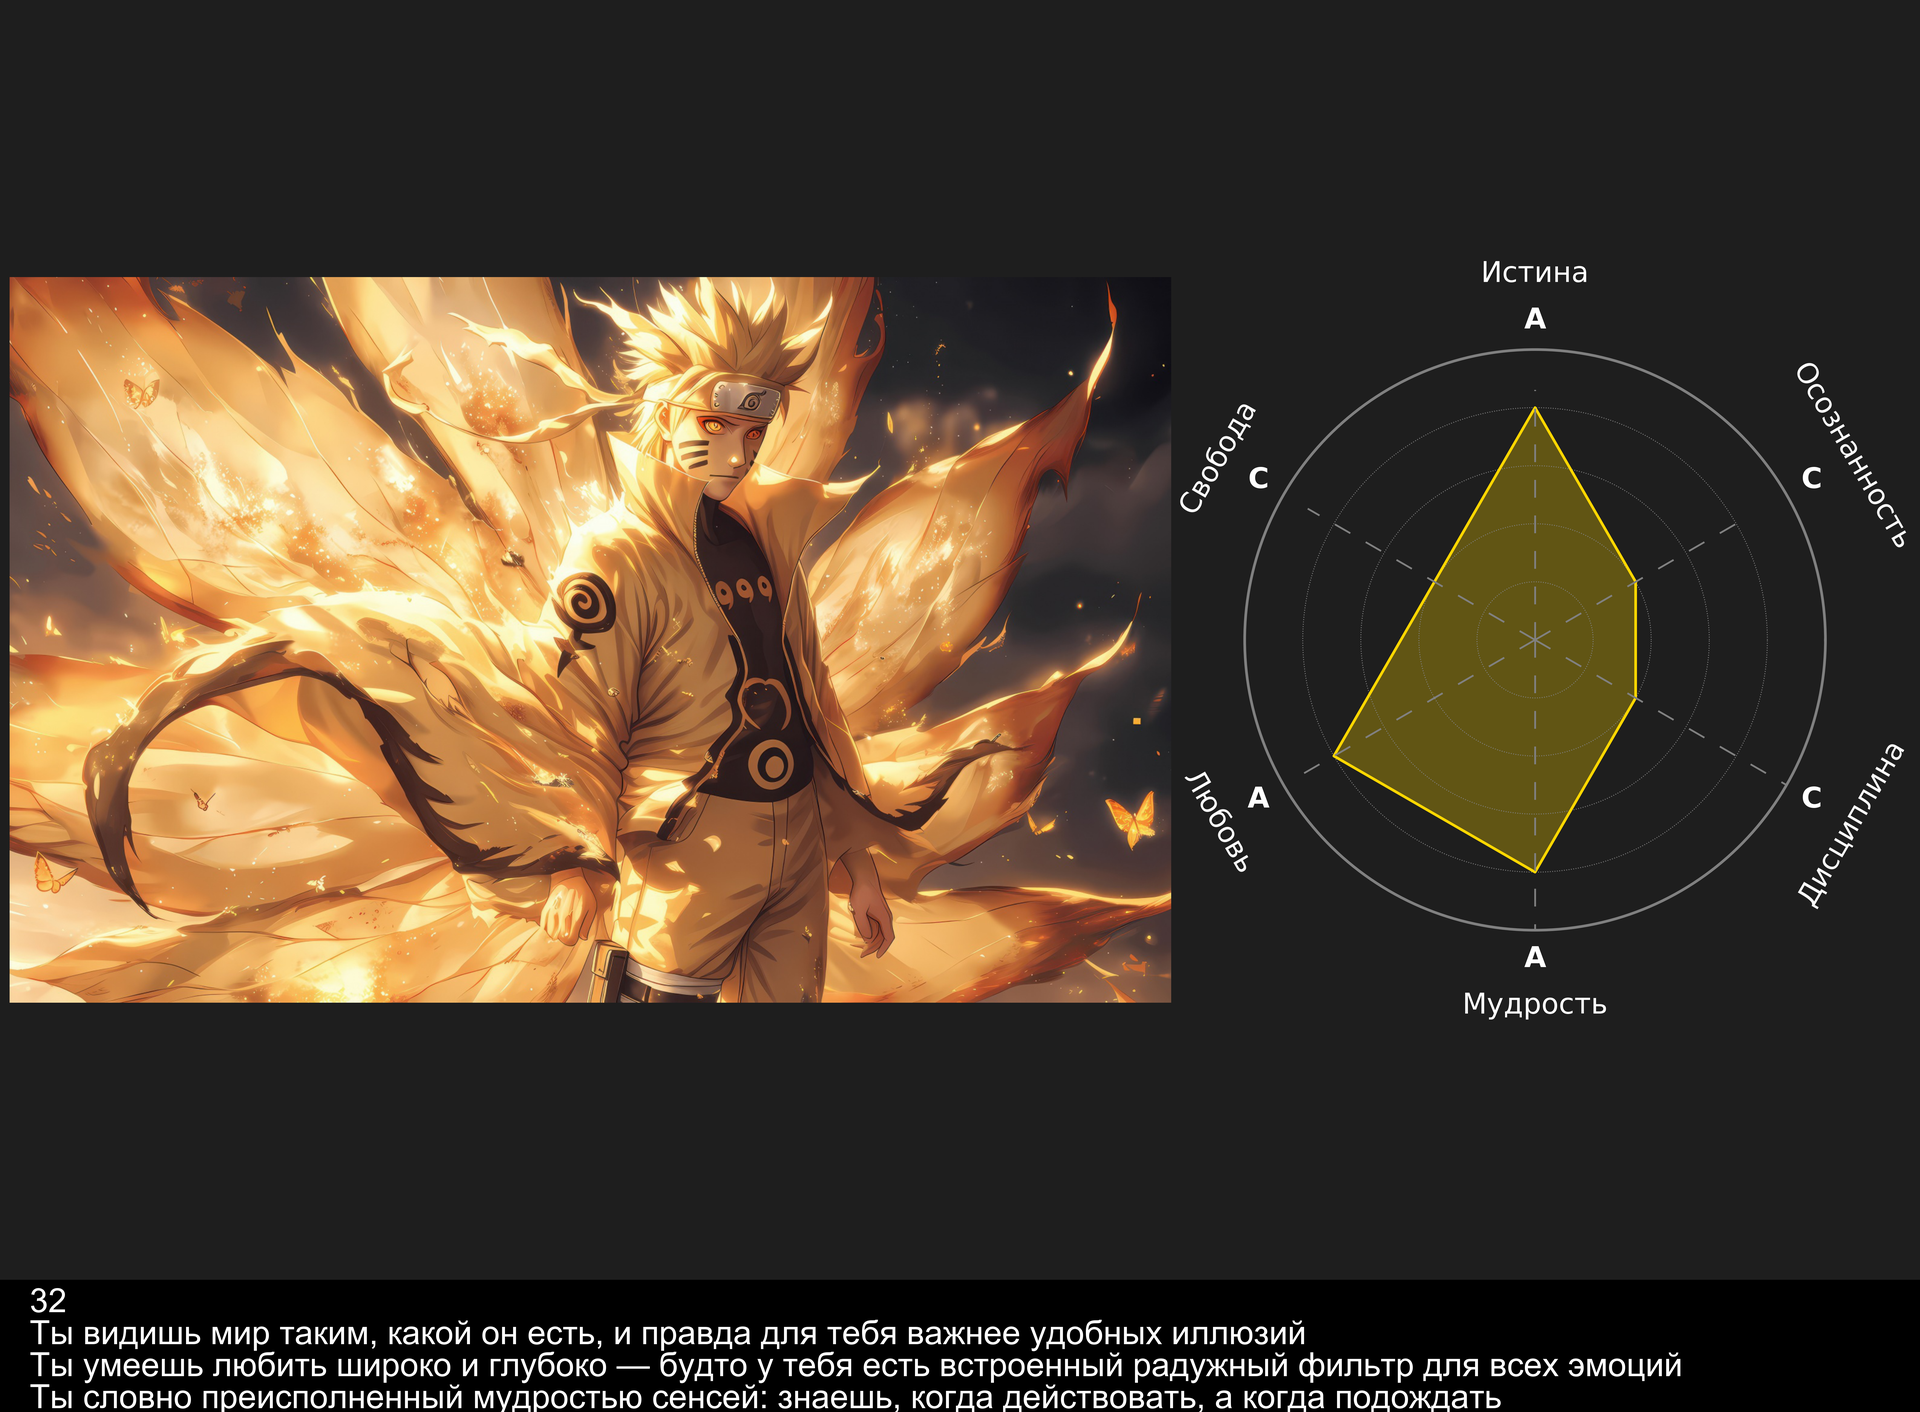 Истина
A
Осознанность
C
Свобода
C
Любовь
A
Дисциплина
C
A
Мудрость
32
Ты видишь мир таким, какой он есть, и правда для тебя важнее удобных иллюзий
Ты умеешь любить широко и глубоко — будто у тебя есть встроенный радужный фильтр для всех эмоций
Ты словно преисполненный мудростью сенсей: знаешь, когда действовать, а когда подождать